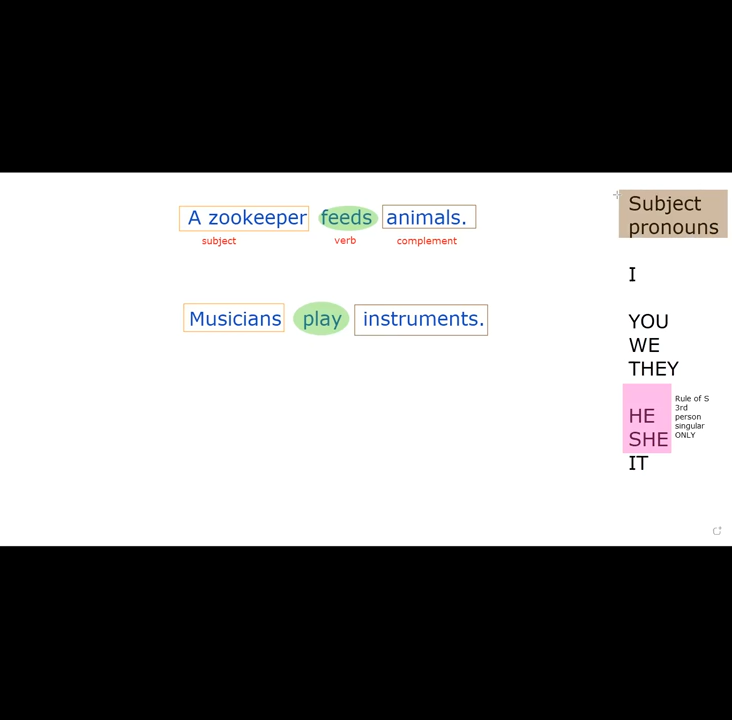 A zookeeper feeds animals.
subject verb complement
Musicians play instruments.
Subject
pronouns
I
YOU
WE
THEY
HE
SHE
IT
Rule of S
3rd
person
singular
ONLY